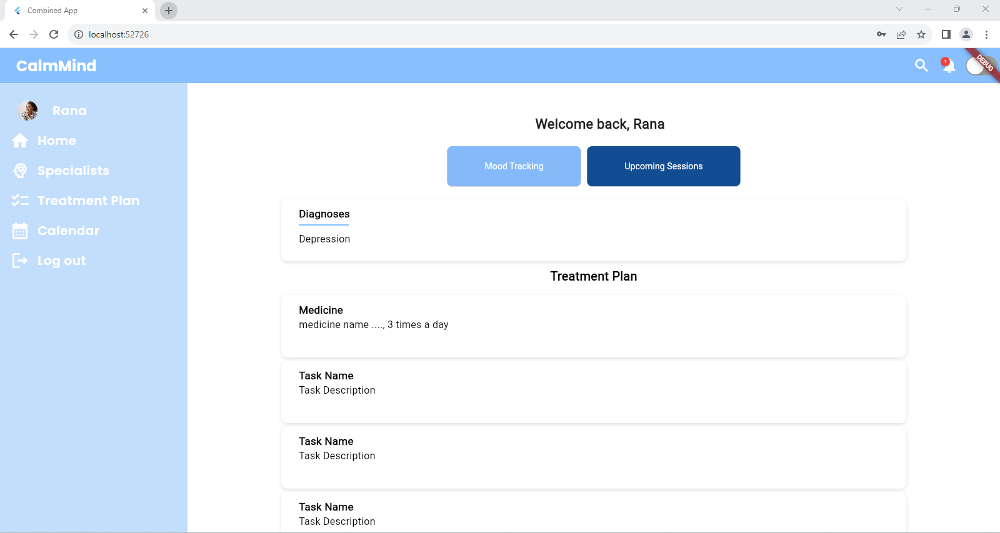 Combined App
localhost:52726
CalmMind
1
DEBUG
Rana
Home
Specialists
Treatment Plan
Calendar
Log out
Welcome back, Rana
Mood Tracking
Upcoming Sessions
Diagnoses
Depression
Treatment Plan
Medicine
medicine name ...., 3 times a day
Task Name
Task Description
Task Name
Task Description
Task Name
Task Description